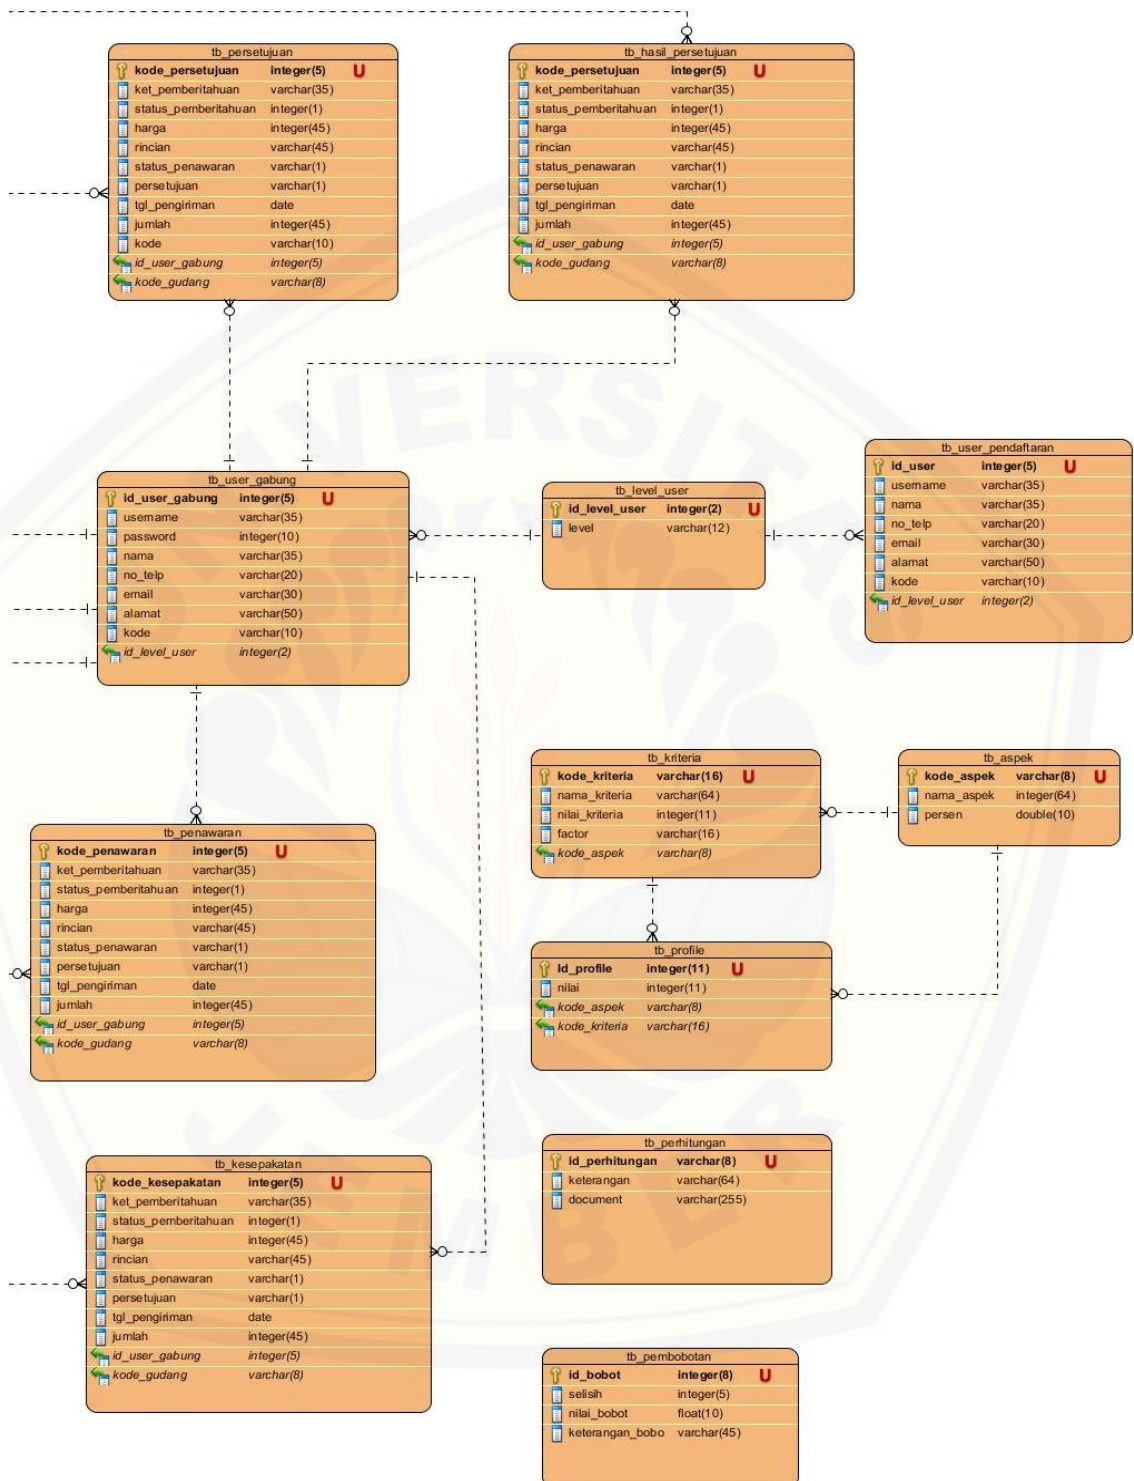 tb_persetujuan
kode_persetujuan integer(5) U
ket_pemberitahuan varchar(35)
status_pemberitahuan integer(1)
harga integer(45)
rincian varchar(45)
status_penawaran varchar(1)
persetujuan varchar(1)
tgl_pengiriman date
jumlah integer(45)
kode varchar(10)
id_user_gabung integer(5)
kode_gudang varchar(8)
tb_hasil_persetujuan
kode_persetujuan integer(5) U
ket_pemberitahuan varchar(35)
status_pemberitahuan integer(1)
harga integer(45)
rincian varchar(45)
status_penawaran varchar(1)
persetujuan varchar(1)
tgl_pengiriman date
jumlah integer(45)
id_user_gabung integer(5)
kode_gudang varchar(8)
tb_user_gabung
id_user_gabung integer(5) U
username varchar(35)
password integer(10)
nama varchar(35)
no_telp varchar(20)
email varchar(30)
alamat varchar(50)
kode varchar(10)
id_level_user integer(2)
tb_level_user
id_level_user integer(2) U
level varchar(12)
tb_user_pendaftaran
id_user integer(5) U
username varchar(35)
nama varchar(35)
no_telp varchar(20)
email varchar(30)
alamat varchar(50)
kode varchar(10)
id_level_user integer(2)
tb_kriteria
kode_kriteria varchar(16) U
nama_kriteria varchar(64)
nilai_kriteria integer(11)
factor varchar(16)
kode_aspek varchar(8)
tb_aspek
kode_aspek varchar(8) U
nama_aspek integer(64)
persen double(10)
tb_penawaran
kode_penawaran integer(5) U
ket_pemberitahuan varchar(35)
status_pemberitahuan integer(1)
harga integer(45)
rincian varchar(45)
status_penawaran varchar(1)
persetujuan varchar(1)
tgl_pengiriman date
jumlah integer(45)
id_user_gabung integer(5)
kode_gudang varchar(8)
tb_profile
id_profile integer(11) U
nilai integer(11)
kode_aspek varchar(8)
kode_kriteria varchar(16)
tb_perhitungan
id_perhitungan varchar(8) U
keterangan varchar(64)
document varchar(255)
tb_kesepakatan
kode_kesepakatan integer(5) U
ket_pemberitahuan varchar(35)
status_pemberitahuan integer(1)
harga integer(45)
rincian varchar(45)
status_penawaran varchar(1)
persetujuan varchar(1)
tgl_pengiriman date
jumlah integer(45)
id_user_gabung integer(5)
kode_gudang varchar(8)
tb_pembobotan
id_bobot integer(8) U
selisih integer(5)
nilai_bobot float(10)
keterangan_bobo varchar(45)
UNIVERSITAS
JEMBER